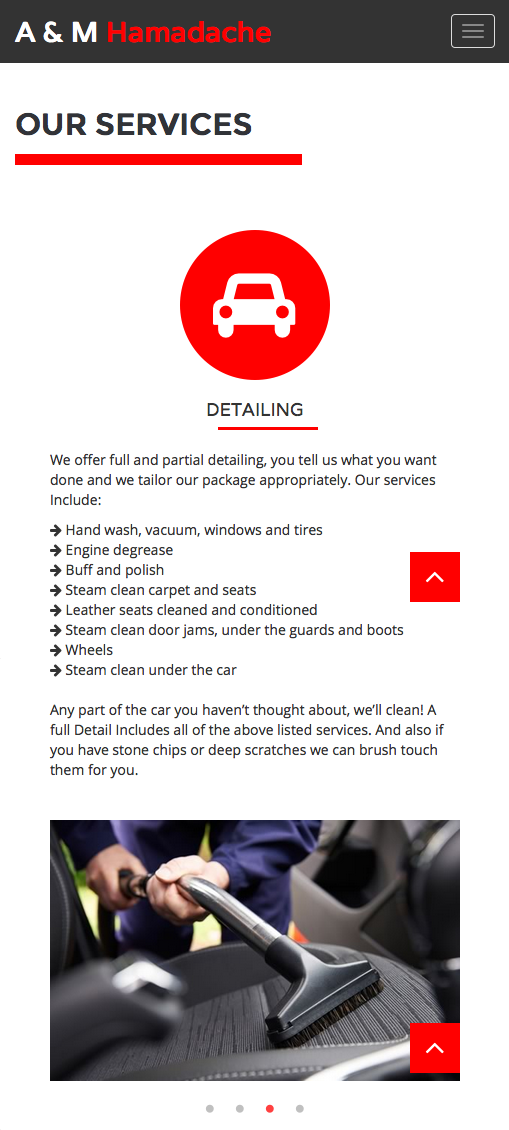 A & M Hamadache
OUR SERVICES
DETAILING
We offer full and partial detailing, you tell us what you want
done and we tailor our package appropriately. Our services
Include:
Hand wash, vacuum, windows and tires
Engine degrease
Buff and polish
Steam clean carpet and seats
Leather seats cleaned and conditioned
Steam clean door jams, under the guards and boots
Wheels
Steam clean under the car
Any part of the car you haven’t thought about, we’ll clean! A
full Detail Includes all of the above listed services. And also if
you have stone chips or deep scratches we can brush touch
them for you.